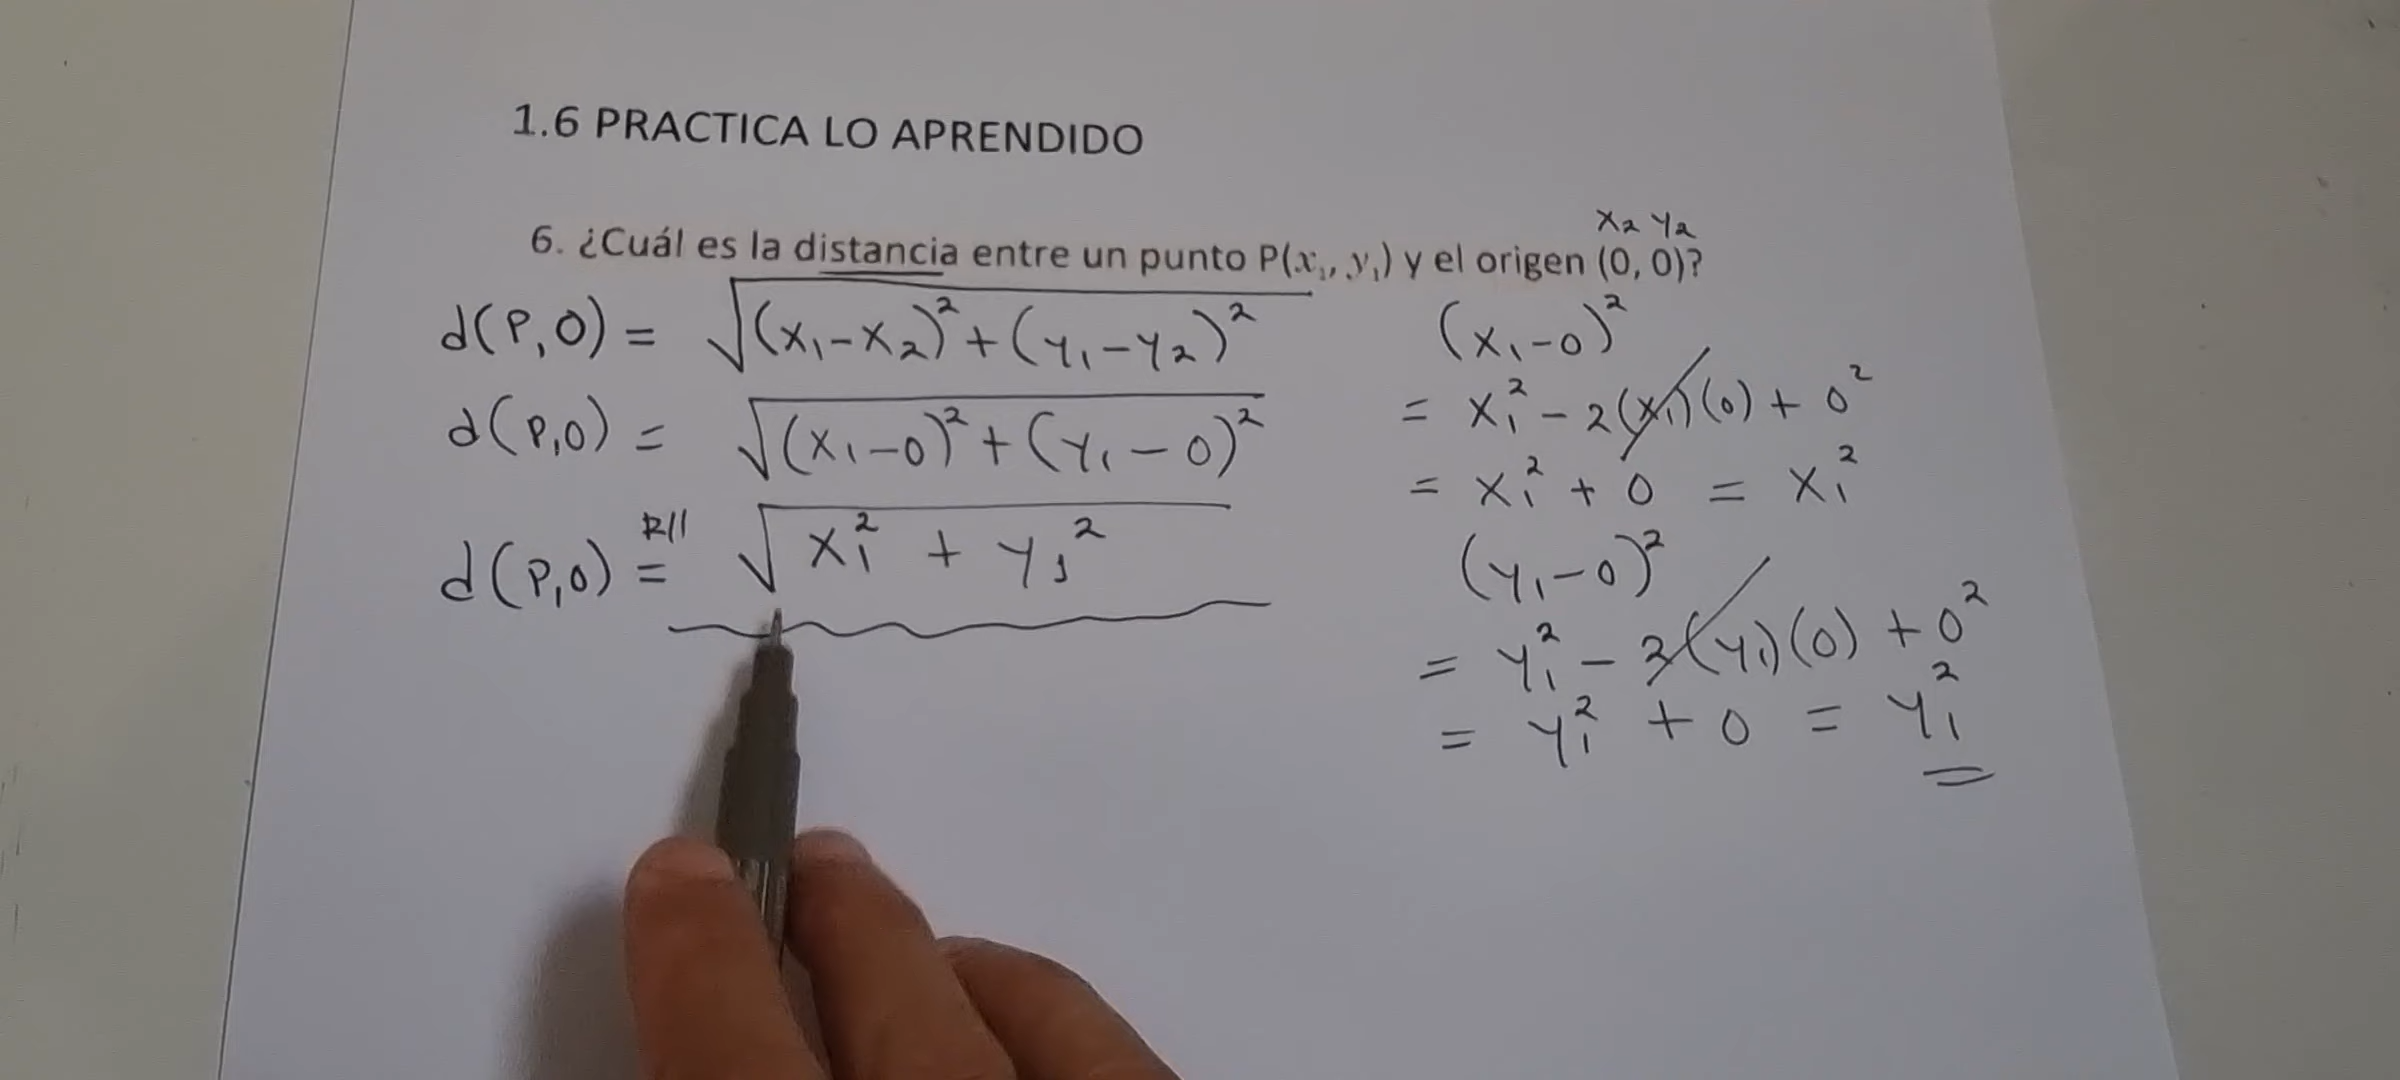 1.6 PRACTICA LO APRENDIDO
x₂ y₂
6. ¿Cuál es la distancia entre un punto P(x₁, y₁) y el origen (0, 0)?
d(P,0) = √((x₁-x₂)²+(y₁-y₂)²)
d(P,0) = √((x₁-0)²+(y₁-0)²)
R//
d(P,0) = √(x₁² + y₁²)
(x₁-0)²
= x₁² - 2(x₁)(0) + 0²
= x₁² + 0 = x₁²
(y₁-0)²
= y₁² - 2(y₁)(0) + 0²
= y₁² + 0 = y₁²